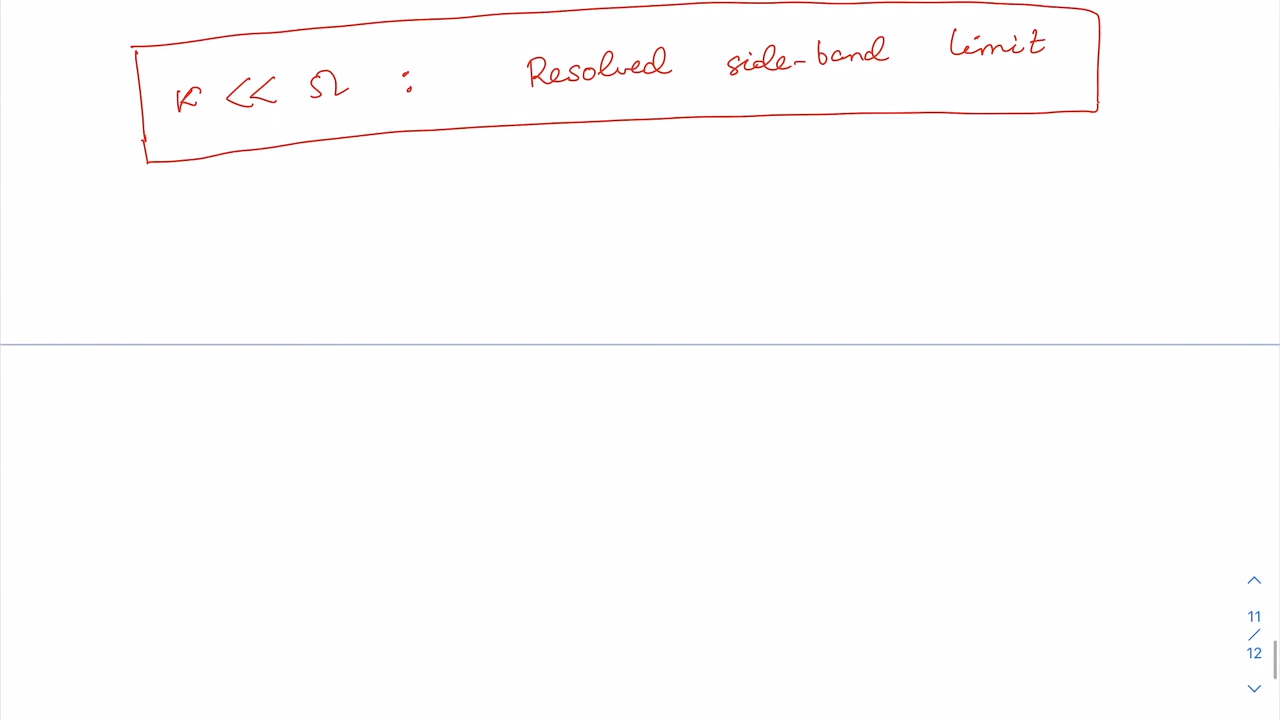 κ << Ω : Resolved side-band limit
11
/
12